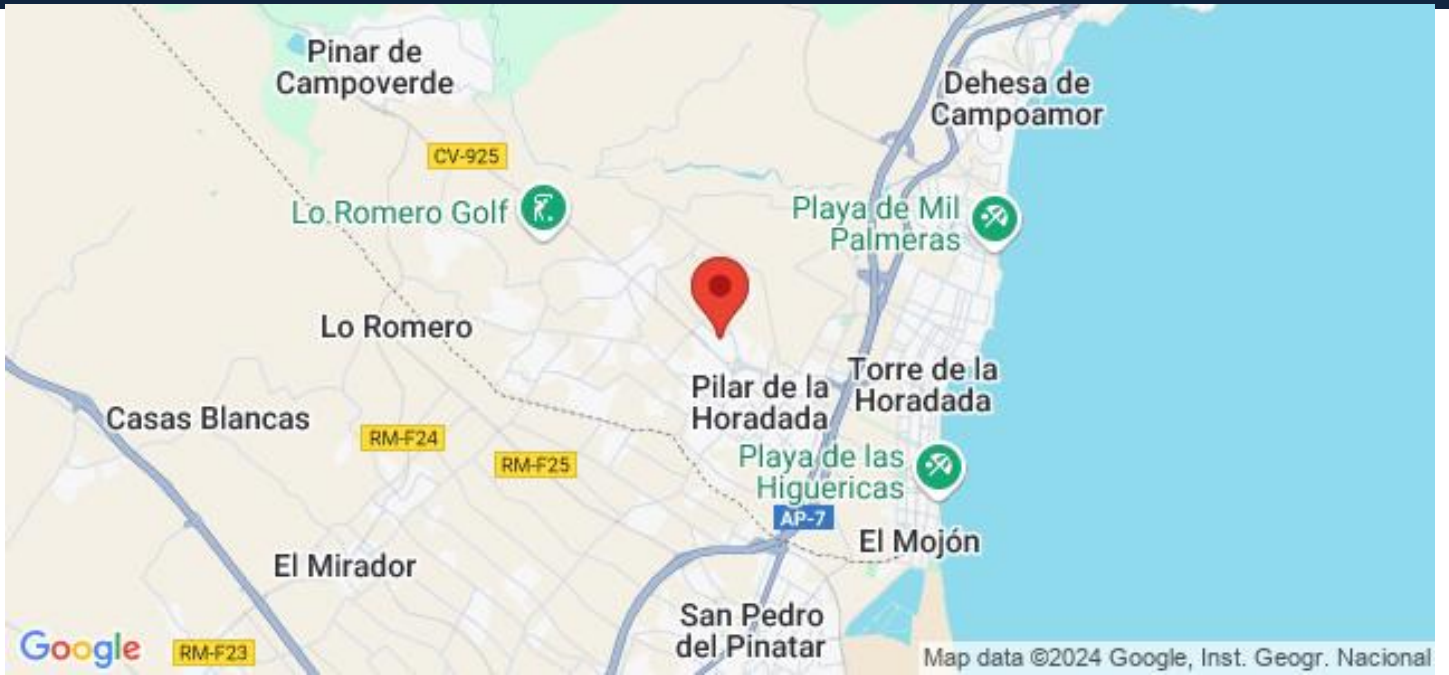 Pinar de
Campoverde
Dehesa de
Campoamor
CV-925
Lo Romero Golf
Playa de Mil
Palmeras
Lo Romero
Pilar de la
Horadada
Torre de la
Horadada
Casas Blancas
RM-F24
RM-F25
Playa de las
Higuericas
AP-7
El Mojón
El Mirador
San Pedro
del Pinatar
Google
RM-F23
Map data ©2024 Google, Inst. Geogr. Nacional